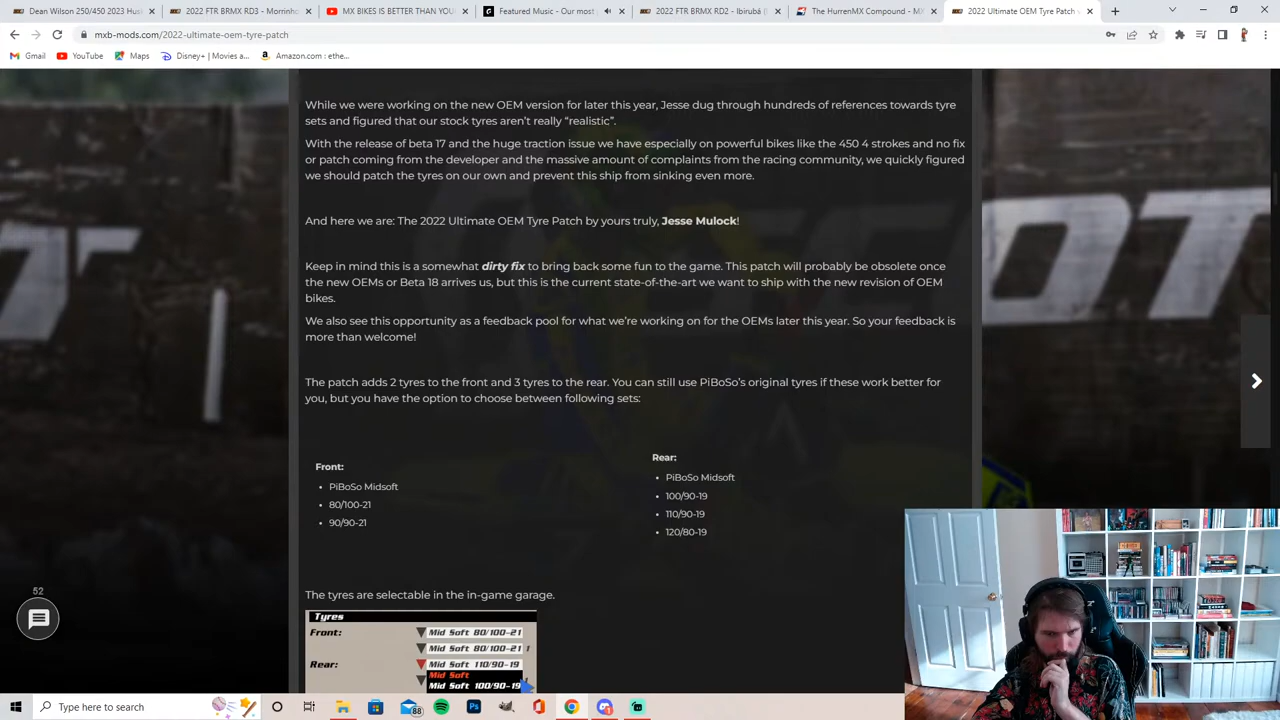 Dean Wilson 250/450 2023 Husk
2022 FTR BRMX RD3 - Morrinho
MX BIKES IS BETTER THAN YOU
Featured Music - Our most
2022 FTR BRMX RD2 - Ibirubá
The HurrenMX Compound - MX
2022 Ultimate OEM Tyre Patch
mxb-mods.com/2022-ultimate-oem-tyre-patch
Gmail
YouTube
Maps
Disney+ | Movies a...
Amazon.com : ethe...
While we were working on the new OEM version for later this year, Jesse dug through hundreds of references towards tyre
sets and figured that our stock tyres aren't really “realistic”.
With the release of beta 17 and the huge traction issue we have especially on powerful bikes like the 450 4 strokes and no fix
or patch coming from the developer and the massive amount of complaints from the racing community, we quickly figured
we should patch the tyres on our own and prevent this ship from sinking even more.
And here we are: The 2022 Ultimate OEM Tyre Patch by yours truly, Jesse Mulock!
Keep in mind this is a somewhat dirty fix to bring back some fun to the game. This patch will probably be obsolete once
the new OEMs or Beta 18 arrives us, but this is the current state-of-the-art we want to ship with the new revision of OEM
bikes.
We also see this opportunity as a feedback pool for what we're working on for the OEMs later this year. So your feedback is
more than welcome!
The patch adds 2 tyres to the front and 3 tyres to the rear. You can still use PiBoSo's original tyres if these work better for
you, but you have the option to choose between following sets:
Front:
PiBoSo Midsoft
80/100-21
90/90-21
Rear:
PiBoSo Midsoft
100/90-19
110/90-19
120/80-19
52
The tyres are selectable in the in-game garage.
Tyres
Front:
Mid Soft 80/100-21
Mid Soft 80/100-21
Rear:
Mid Soft 110/90-19
Mid Soft
Mid Soft 100/90-19
Type here to search
88